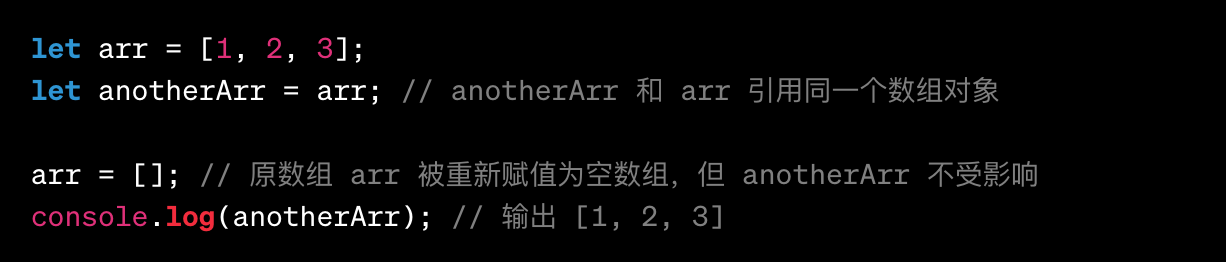 let arr = [1, 2, 3];
let anotherArr = arr; // anotherArr 和 arr 引用同一个数组对象
arr = []; // 原数组 arr 被重新赋值为空数组，但 anotherArr 不受影响
console.log(anotherArr); // 输出 [1, 2, 3]